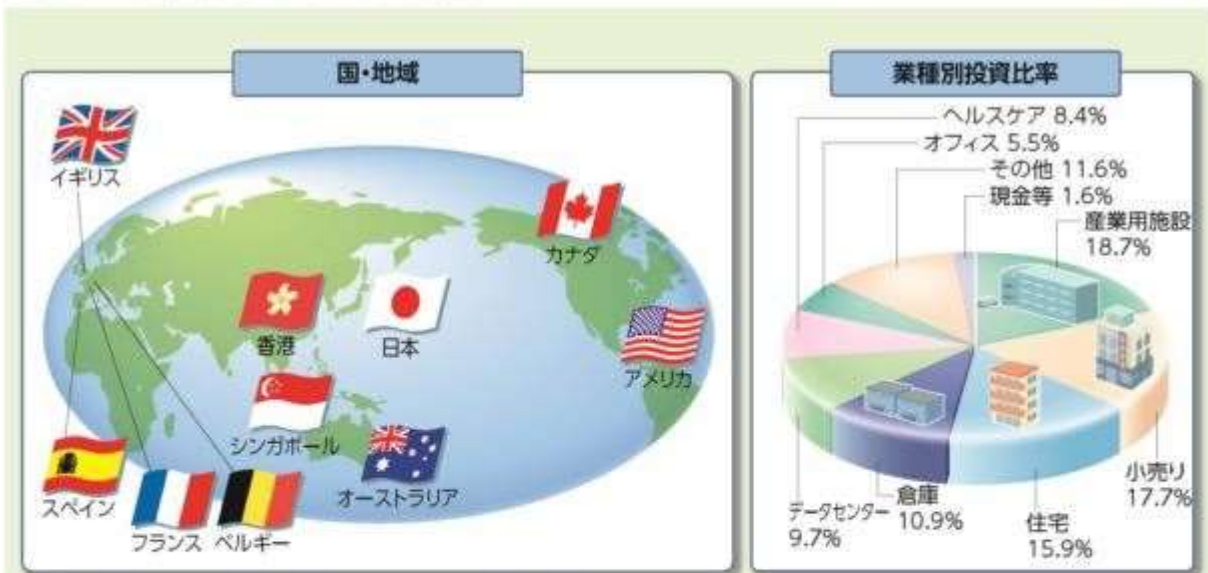 国・地域
イギリス
カナダ
香港
日本
アメリカ
シンガポール
オーストラリア
スペイン
フランス
ベルギー
業種別投資比率
ヘルスケア 8.4%
オフィス 5.5%
その他 11.6%
現金等 1.6%
産業用施設
18.7%
小売り
17.7%
住宅
15.9%
倉庫
10.9%
データセンター
9.7%